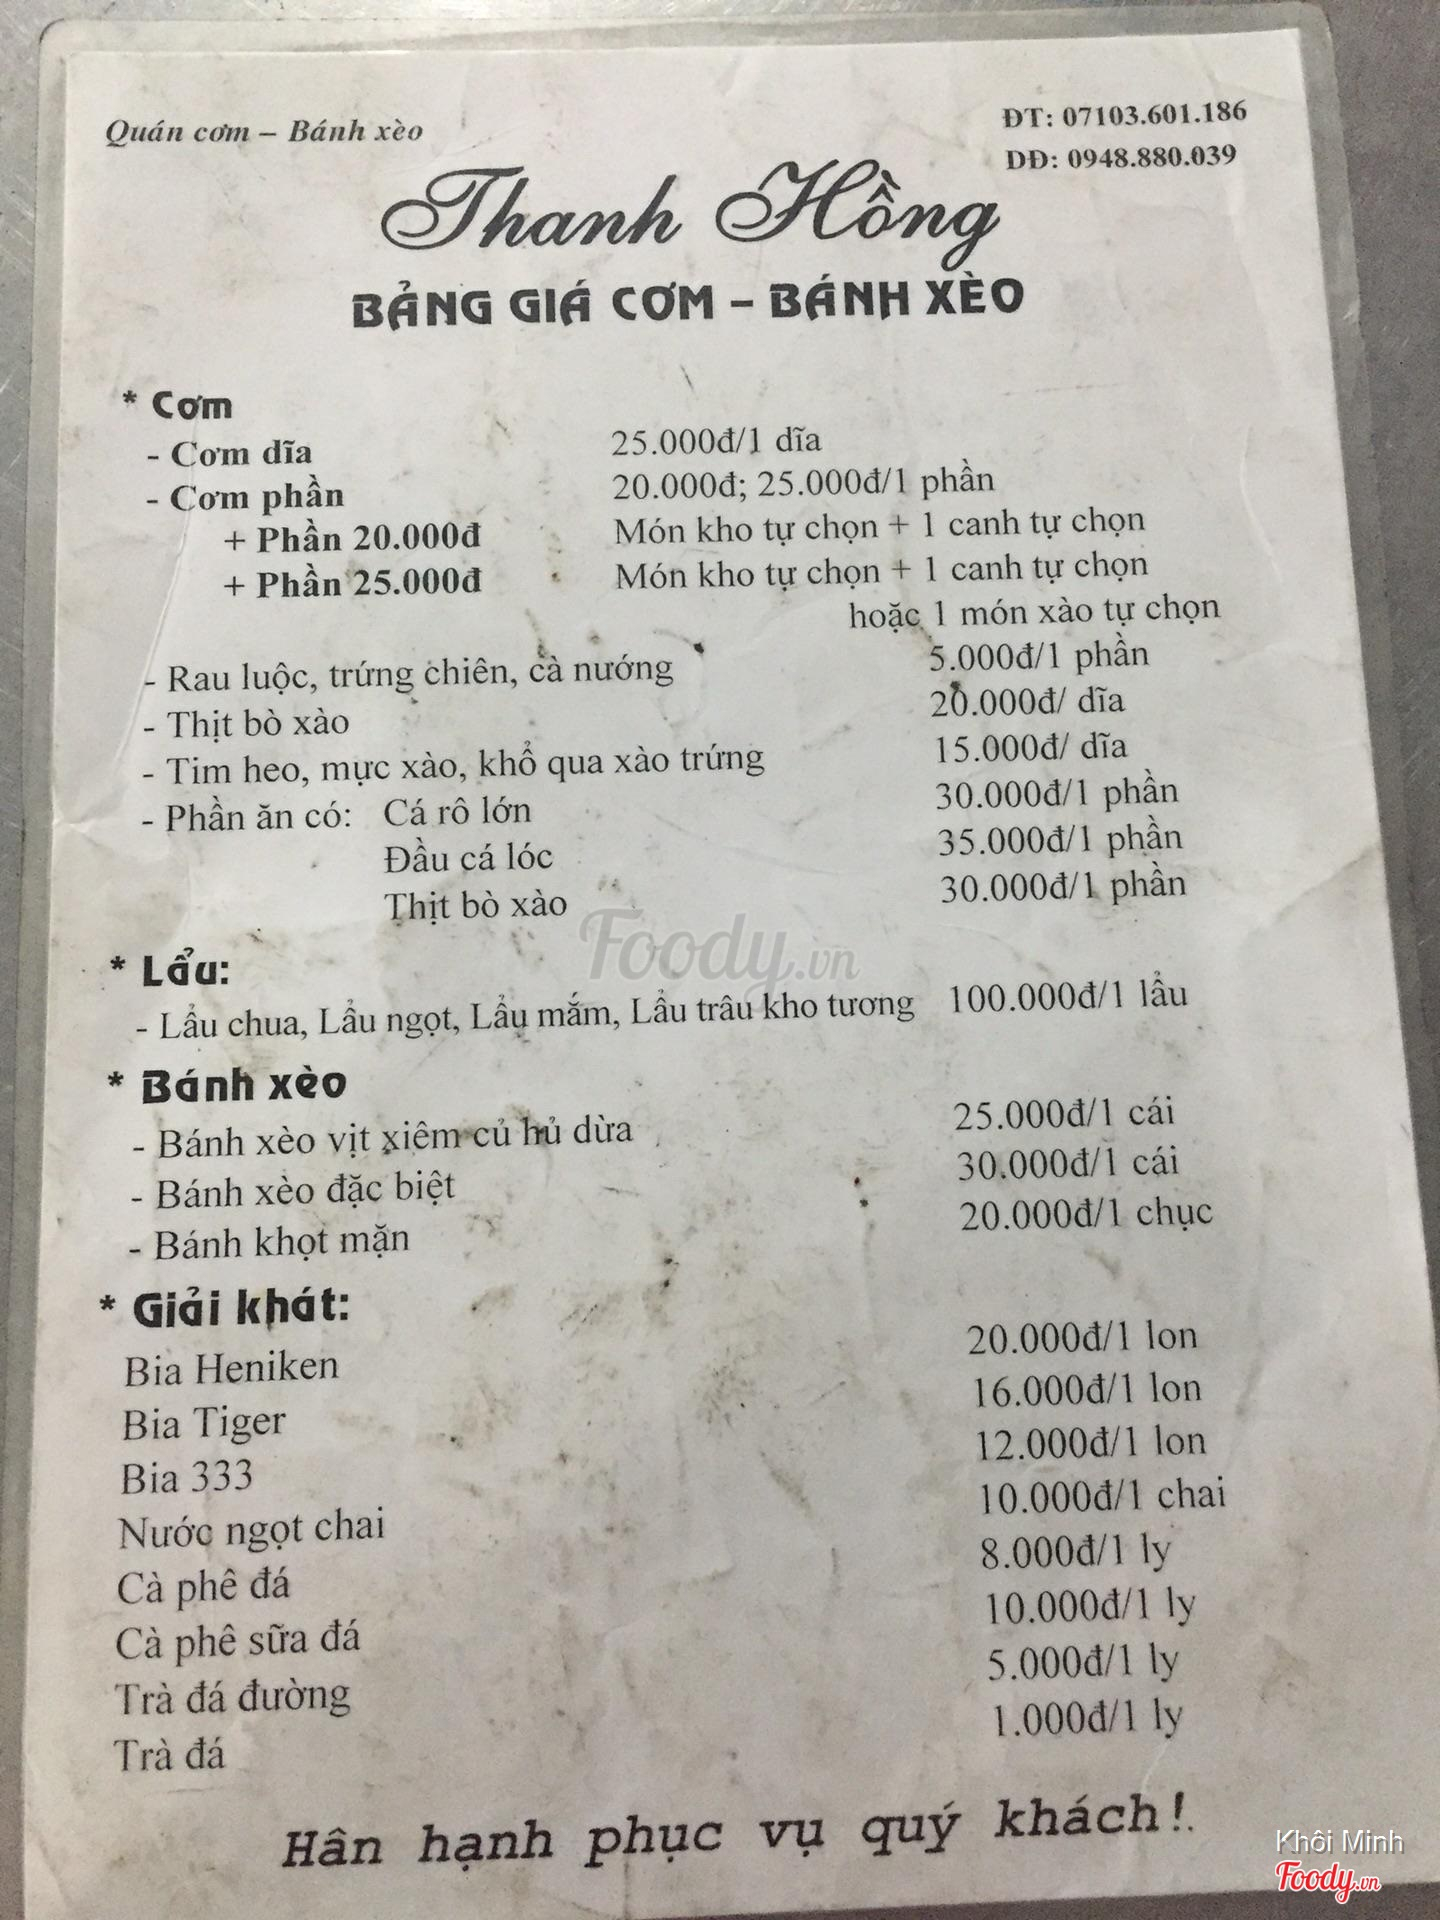 Quán cơm – Bánh xèo
ĐT: 07103.601.186
DĐ: 0948.880.039
Thanh Hồng
BẢNG GIÁ CƠM – BÁNH XÈO
* Cơm
- Cơm dĩa 25.000đ/1 dĩa
- Cơm phần 20.000đ; 25.000đ/1 phần
+ Phần 20.000đ Món kho tự chọn + 1 canh tự chọn
+ Phần 25.000đ Món kho tự chọn + 1 canh tự chọn
hoặc 1 món xào tự chọn
- Rau luộc, trứng chiên, cà nướng 5.000đ/1 phần
- Thịt bò xào 20.000đ/ dĩa
- Tim heo, mực xào, khổ qua xào trứng 15.000đ/ dĩa
- Phần ăn có: Cá rô lớn 30.000đ/1 phần
Đầu cá lóc 35.000đ/1 phần
Thịt bò xào 30.000đ/1 phần
Foody.vn
* Lẩu:
- Lẩu chua, Lẩu ngọt, Lẩu mắm, Lẩu trâu kho tương 100.000đ/1 lẩu
* Bánh xèo
- Bánh xèo vịt xiêm củ hủ dừa 25.000đ/1 cái
- Bánh xèo đặc biệt 30.000đ/1 cái
- Bánh khọt mặn 20.000đ/1 chục
* Giải khát:
Bia Heniken 20.000đ/1 lon
Bia Tiger 16.000đ/1 lon
Bia 333 12.000đ/1 lon
Nước ngọt chai 10.000đ/1 chai
Cà phê đá 8.000đ/1 ly
Cà phê sữa đá 10.000đ/1 ly
Trà đá đường 5.000đ/1 ly
Trà đá 1.000đ/1 ly
Hân hạnh phục vụ quý khách!.
Khôi Minh
Foody.vn